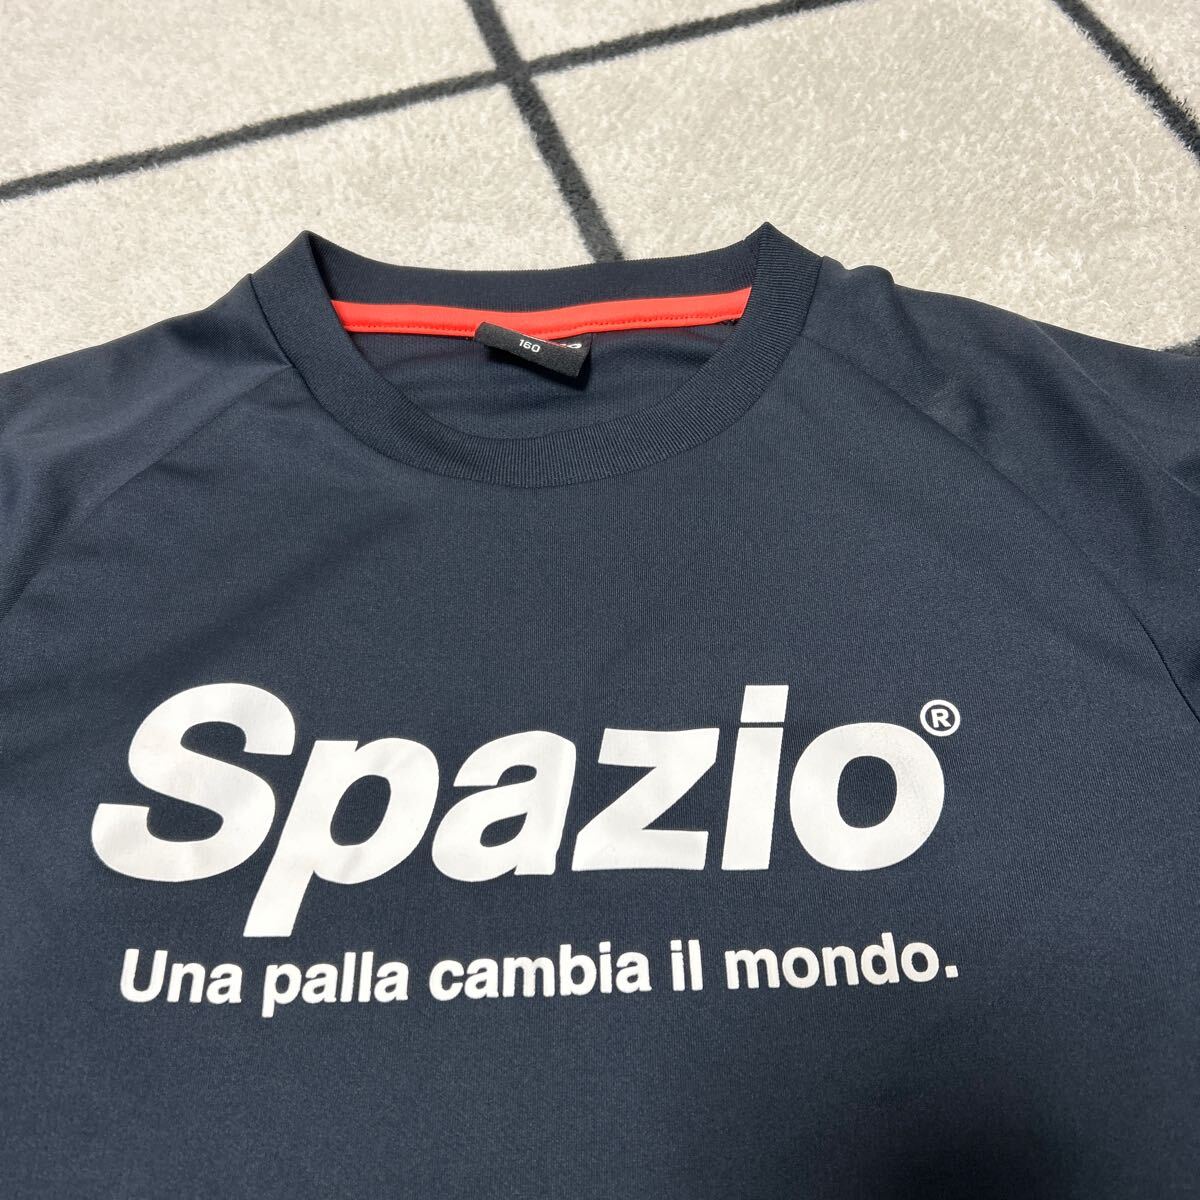 160
Spazio®
Una palla cambia il mondo.